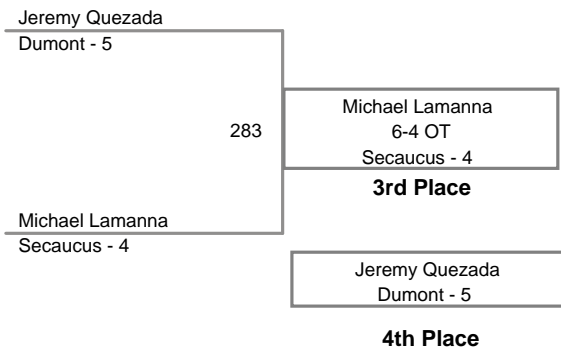 Jeremy Quezada
Dumont - 5
283
Michael Lamanna
6-4 OT
Secaucus - 4
3rd Place
Michael Lamanna
Secaucus - 4
Jeremy Quezada
Dumont - 5
4th Place